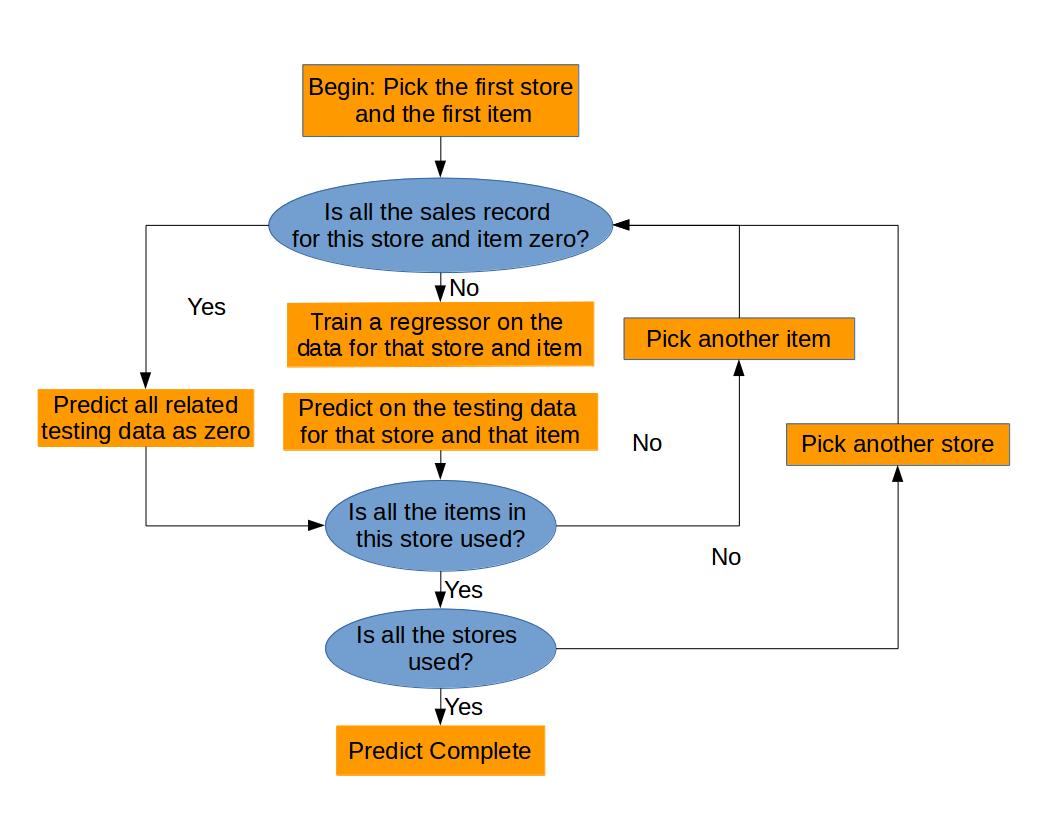 Begin: Pick the first store
and the first item
Is all the sales record
for this store and item zero?
No
Yes
Train a regressor on the
data for that store and item
Pick another item
Predict all related
testing data as zero
Predict on the testing data
for that store and that item
No
Pick another store
Is all the items in
this store used?
No
Yes
Is all the stores
used?
Yes
Predict Complete